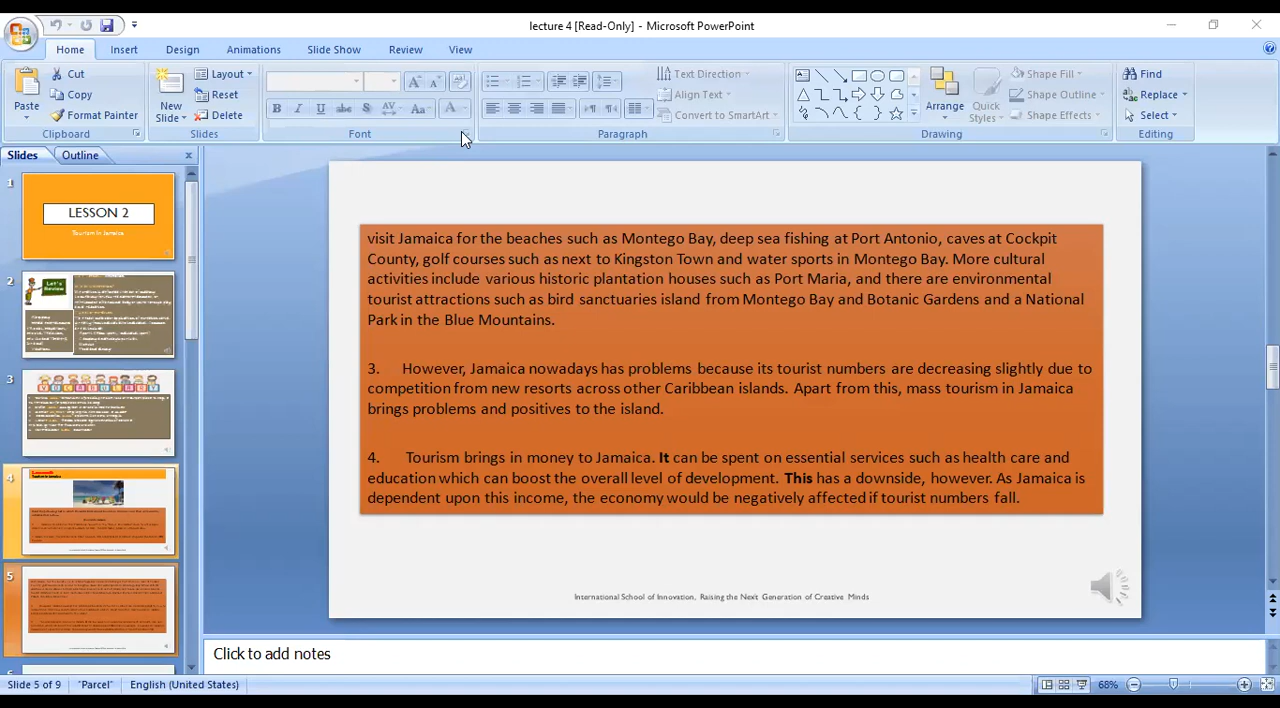 lecture 4 [Read-Only] - Microsoft PowerPoint
Home Insert Design Animations Slide Show Review View
Paste Cut Copy Format Painter
New Slide Layout Reset Delete
Text Direction Align Text Convert to SmartArt
Arrange Quick Styles Shape Fill Shape Outline Shape Effects
Find Replace Select
Clipboard Slides Font Paragraph Drawing Editing
Slides Outline
1
LESSON 2
Tourism in Jamaica
2
Let's Review
3
VOCABULARY
4
5
visit Jamaica for the beaches such as Montego Bay, deep sea fishing at Port Antonio, caves at Cockpit
County, golf courses such as next to Kingston Town and water sports in Montego Bay. More cultural
activities include various historic plantation houses such as Port Maria, and there are environmental
tourist attractions such as bird sanctuaries island from Montego Bay and Botanic Gardens and a National
Park in the Blue Mountains.
3. However, Jamaica nowadays has problems because its tourist numbers are decreasing slightly due to
competition from new resorts across other Caribbean islands. Apart from this, mass tourism in Jamaica
brings problems and positives to the island.
4. Tourism brings in money to Jamaica. It can be spent on essential services such as health care and
education which can boost the overall level of development. This has a downside, however. As Jamaica is
dependent upon this income, the economy would be negatively affected if tourist numbers fall.
International School of Innovation, Raising the Next Generation of Creative Minds
Click to add notes
Slide 5 of 9 "Parcel" English (United States) 68%